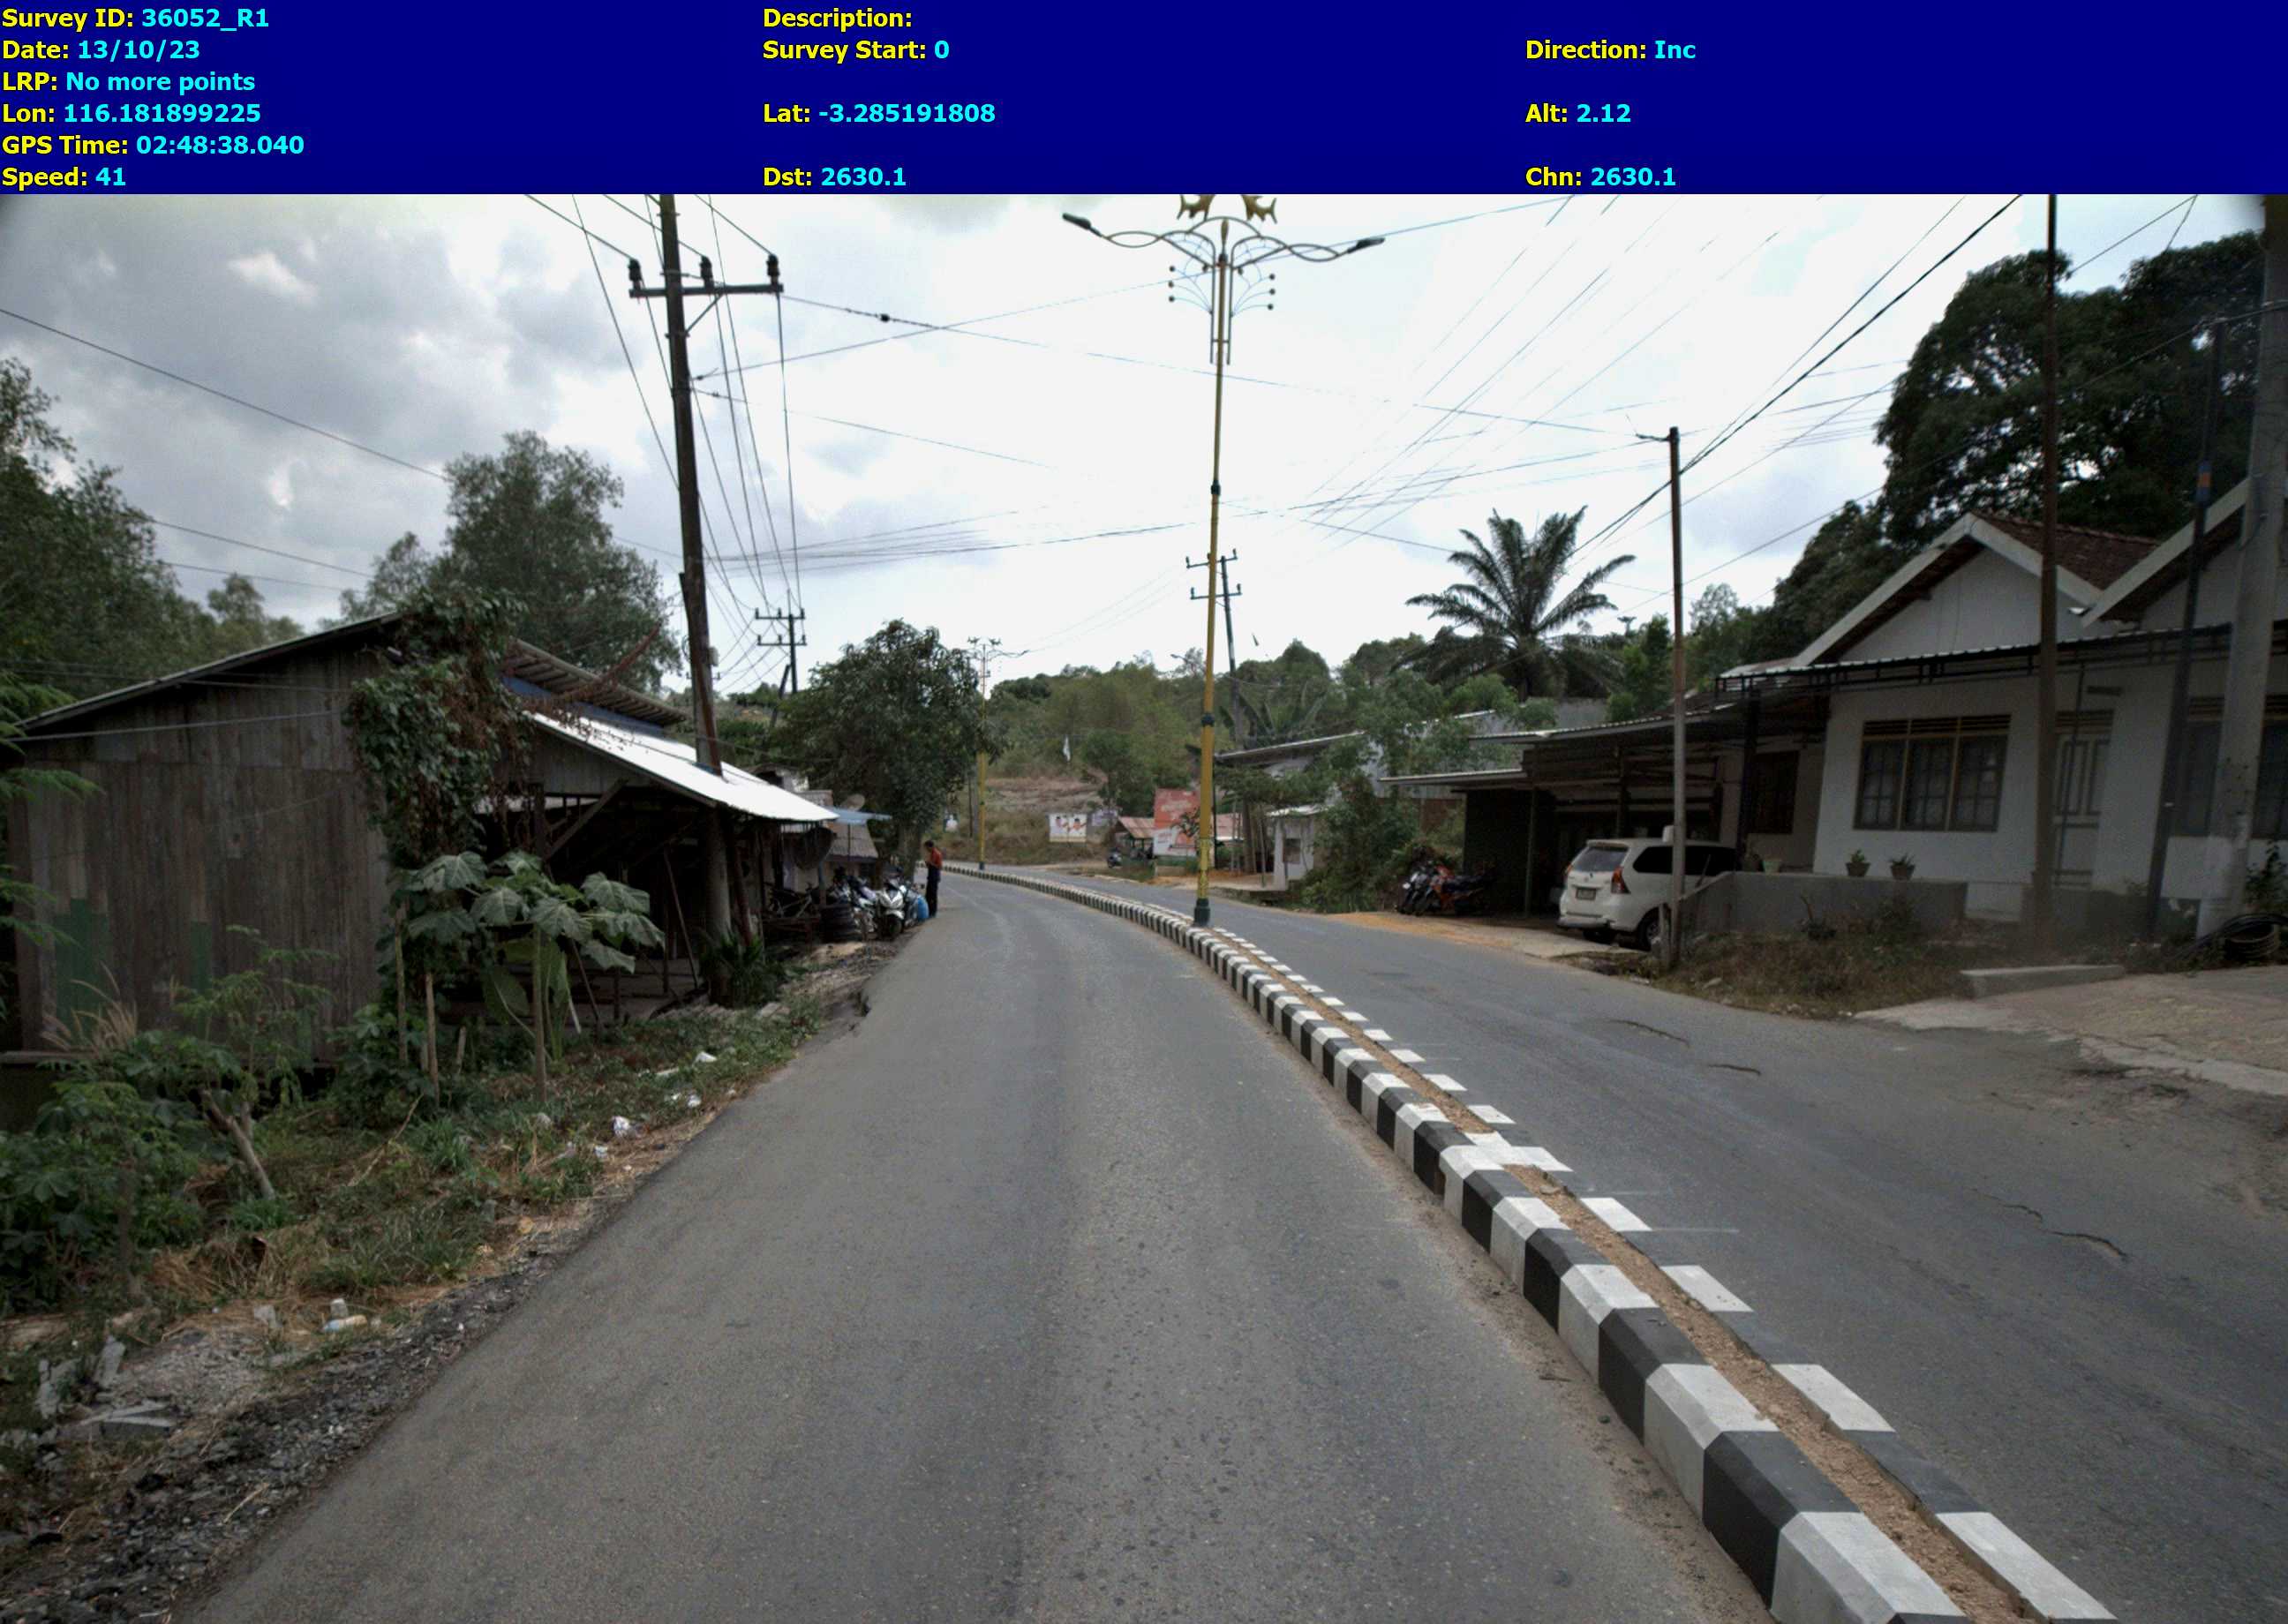 Survey ID: 36052_R1
Description:
Date: 13/10/23
Survey Start: 0
Direction: Inc
LRP: No more points
Lon: 116.181899225
Lat: -3.285191808
Alt: 2.12
GPS Time: 02:48:38.040
Speed: 41
Dst: 2630.1
Chn: 2630.1